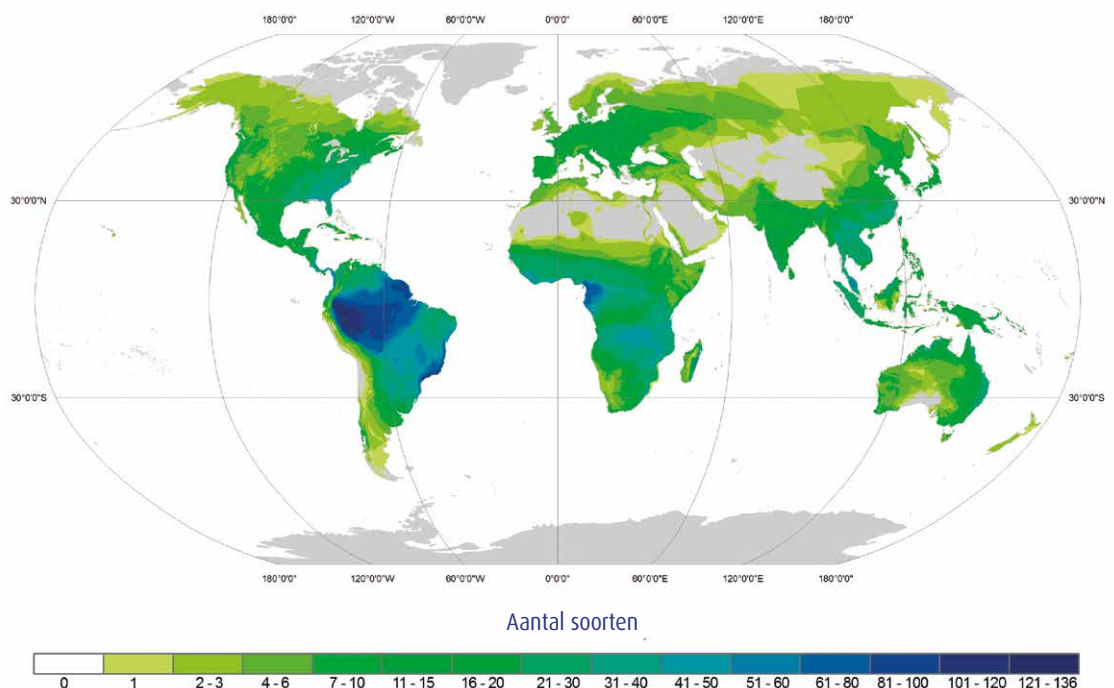 180°0'0" 120°0'0"W 60°0'0"W 0°0'0" 60°0'0"E 120°0'0"E 180°0'0"
30°0'0"N 30°0'0"N
30°0'0"S 30°0'0"S
180°0'0" 120°0'0"W 60°0'0"W 0°0'0" 60°0'0"E 120°0'0"E 180°0'0"
Aantal soorten
0 1 2 - 3 4 - 6 7 - 10 11 - 15 16 - 20 21 - 30 31 - 40 41 - 50 51 - 60 61 - 80 81 - 100 101 - 120 121 - 136